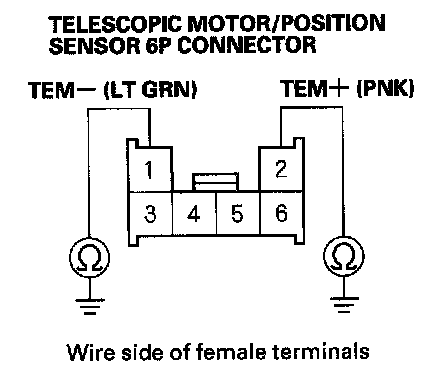 TELESCOPIC MOTOR/POSITION
SENSOR 6P CONNECTOR
TEM— (LT GRN) TEM+ (PNK)
1 2
3 4 5 6
Ω Ω
Wire side of female terminals